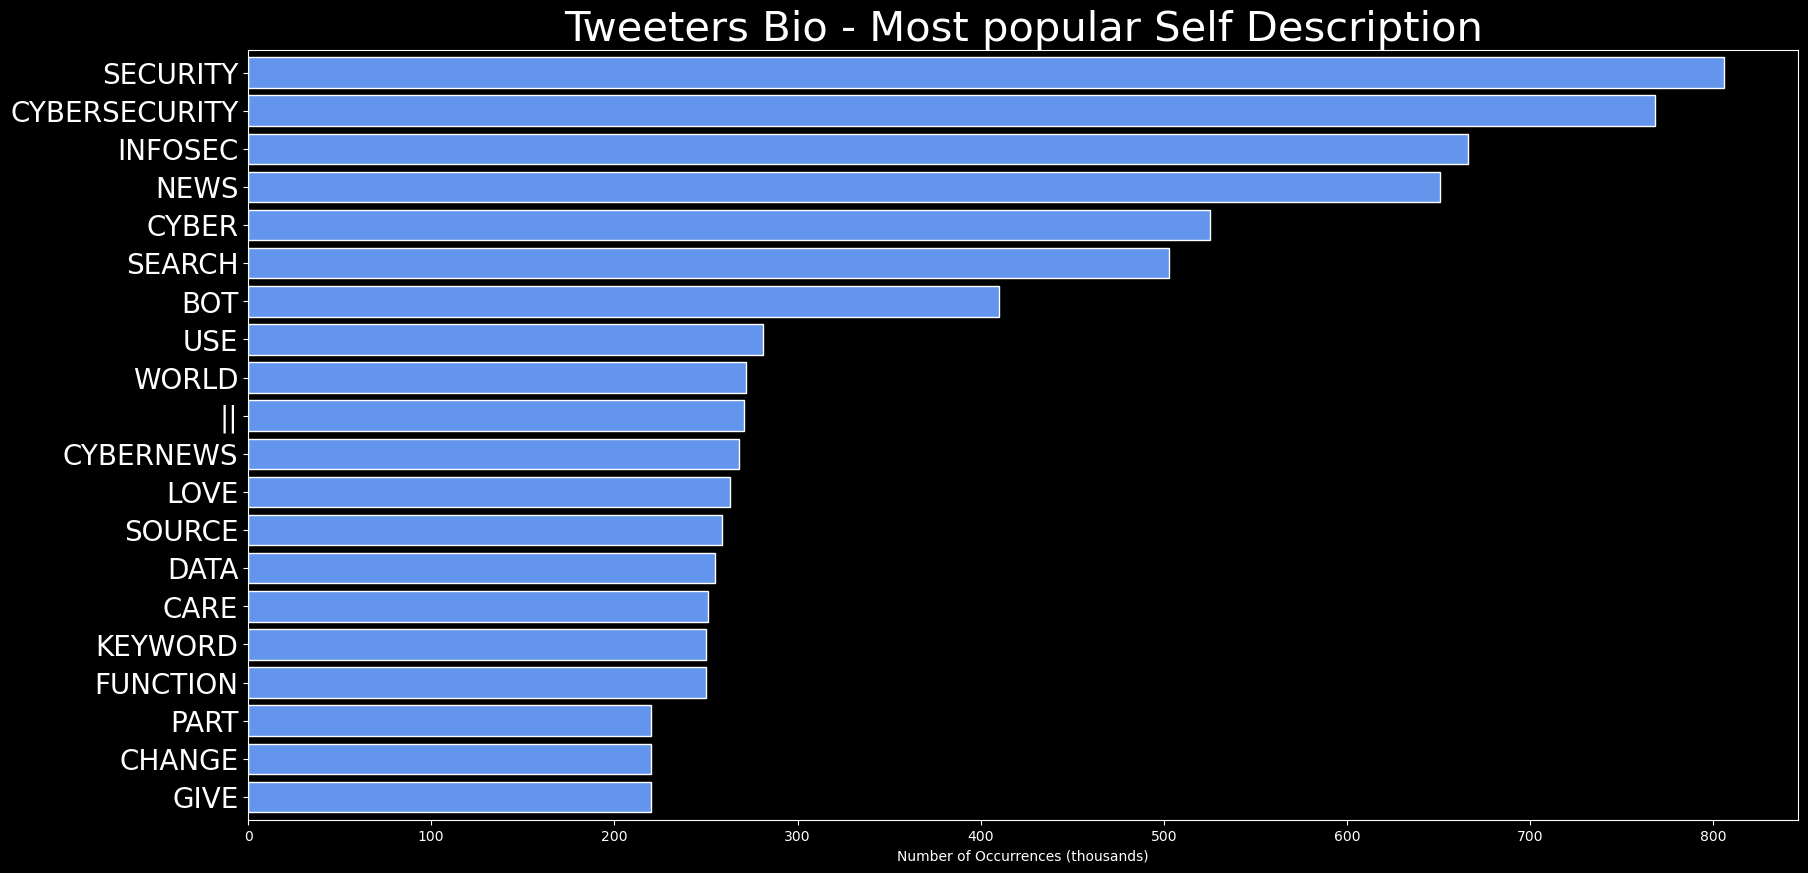 Tweeters Bio - Most popular Self Description
SECURITY
CYBERSECURITY
INFOSEC
NEWS
CYBER
SEARCH
BOT
USE
WORLD
||
CYBERNEWS
LOVE
SOURCE
DATA
CARE
KEYWORD
FUNCTION
PART
CHANGE
GIVE
0 100 200 300 400 500 600 700 800
Number of Occurrences (thousands)